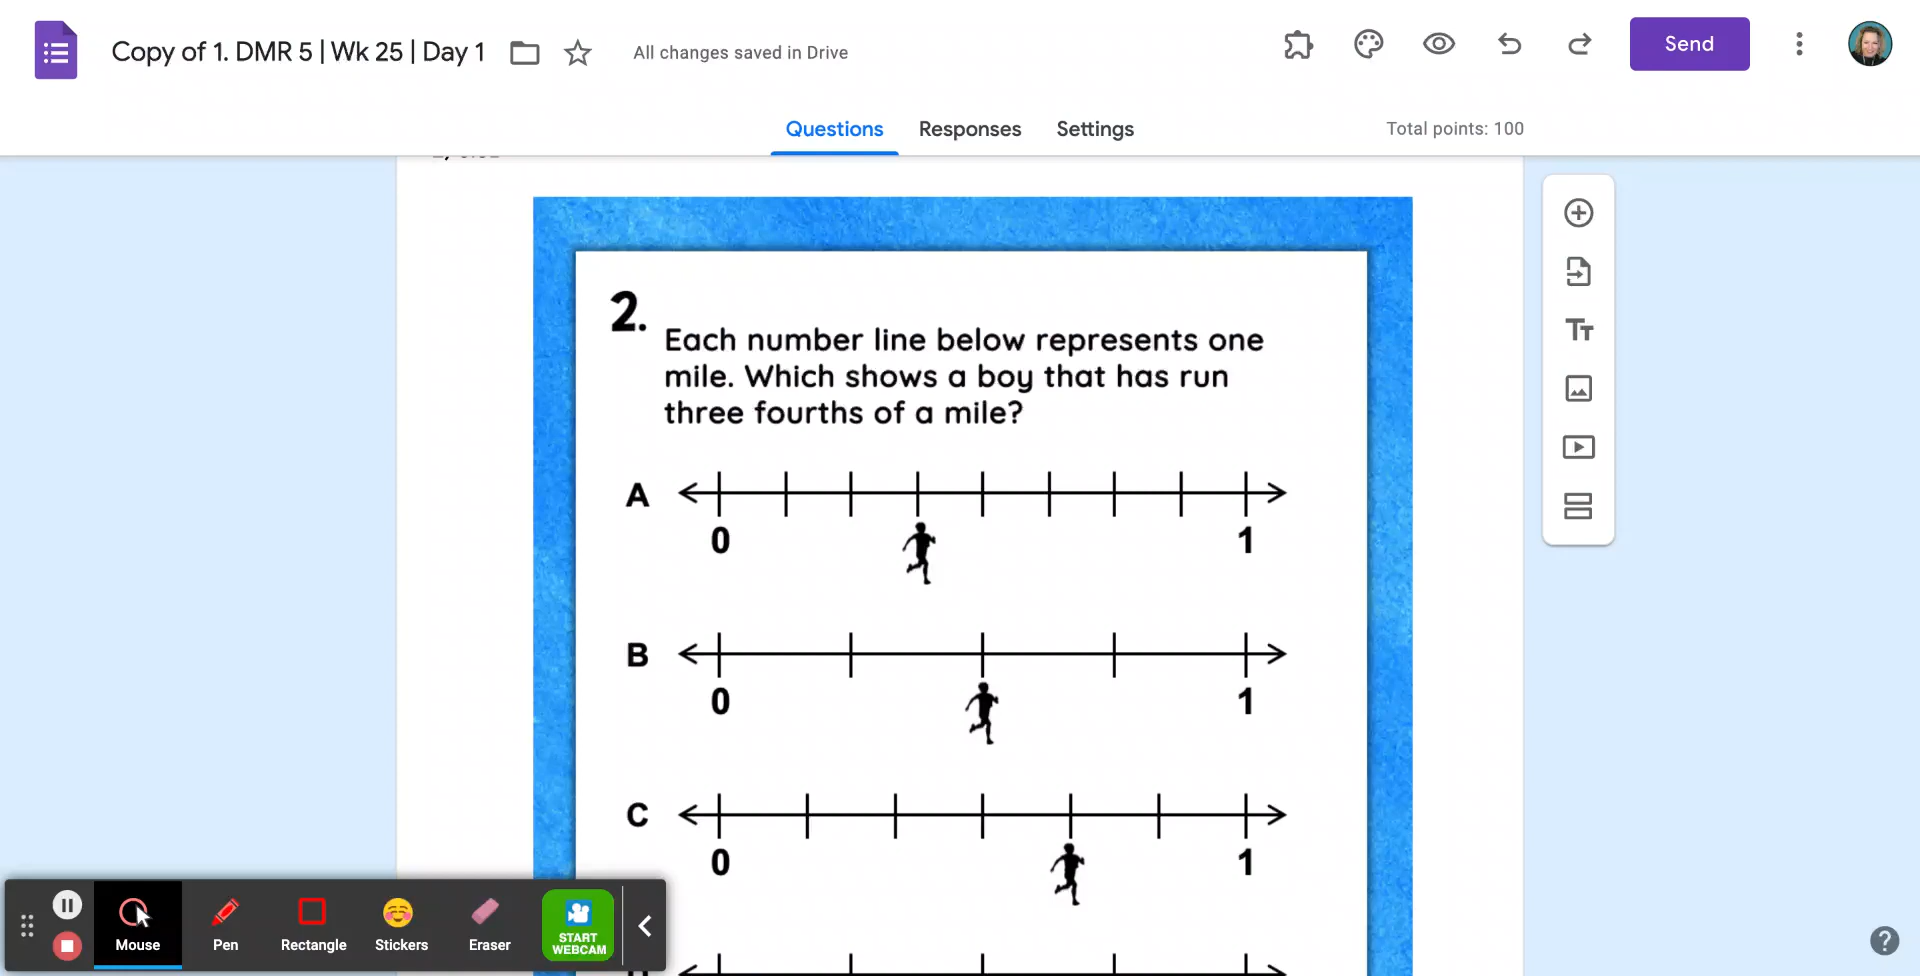 Copy of 1. DMR 5 | Wk 25 | Day 1
All changes saved in Drive
Send
Questions
Responses
Settings
Total points: 100
2.
Each number line below represents one
mile. Which shows a boy that has run
three fourths of a mile?
A
0
1
B
0
1
C
0
1
Mouse
Pen
Rectangle
Stickers
Eraser
START
WEBCAM